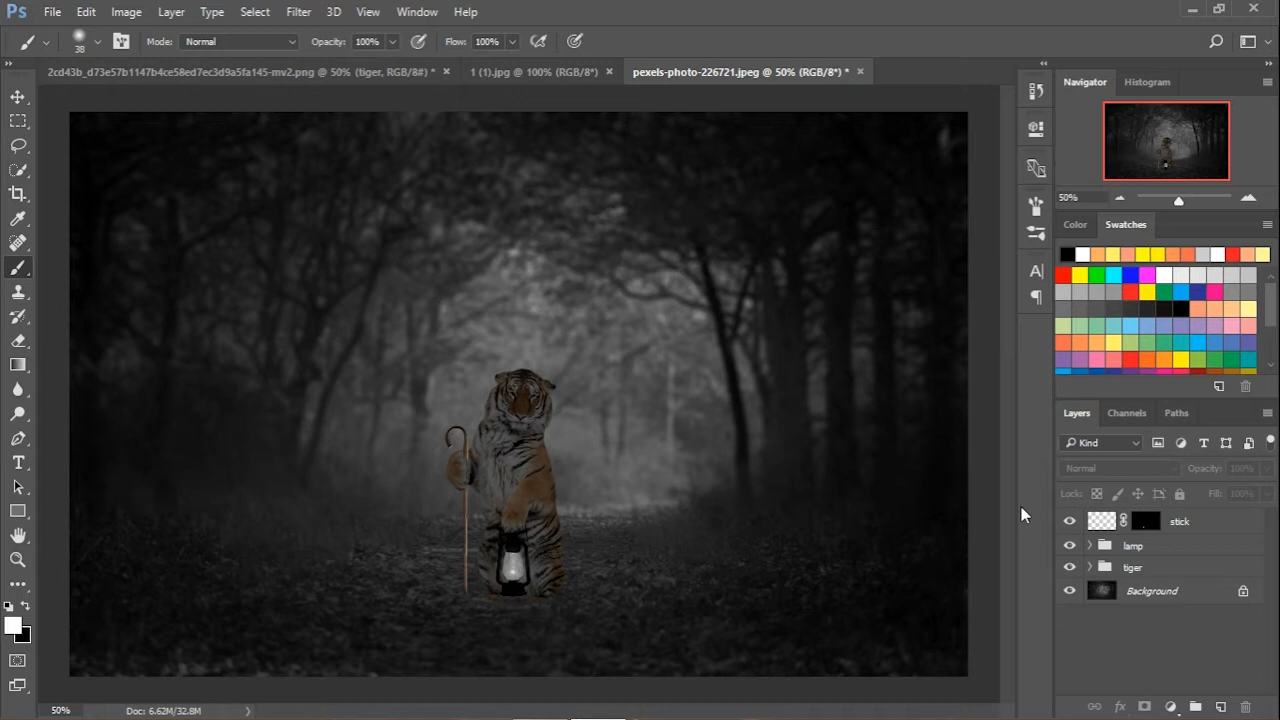 Ps File Edit Image Layer Type Select Filter 3D View Window Help
38 Mode: Normal Opacity: 100% Flow: 100%
2cd43b_d73e57b1147b4ce58ed7ec3d9a5fa145-mv2.png @ 50% (tiger, RGB/8#) * × 1 (1).jpg @ 100% (RGB/8*) × pexels-photo-226721.jpeg @ 50% (RGB/8*) * ×
Navigator Histogram
50%
Color Swatches
Layers Channels Paths
Kind
Normal Opacity: 100%
Lock: Fill: 100%
stick
lamp
tiger
Background
50% Doc: 6.62M/32.8M